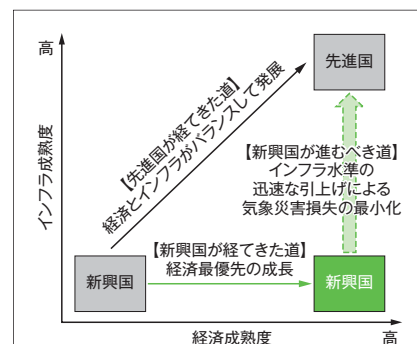 高
インフラ成熟度
先進国
【先進国が経てきた道】
経済とインフラがバランスして発展
【新興国が進むべき道】
インフラ水準の
迅速な引上げによる
気象災害損失の最小化
【新興国が経てきた道】
経済最優先の成長
新興国
新興国
経済成熟度
高